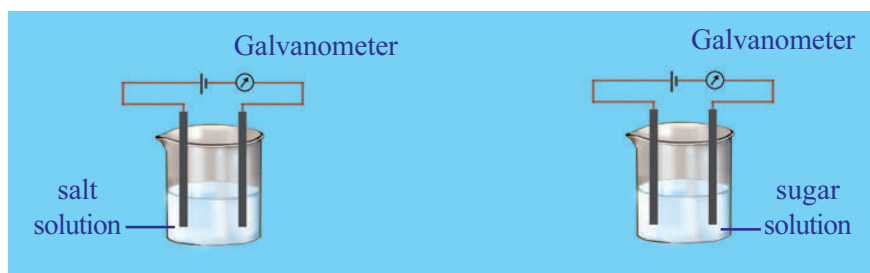 Galvanometer
salt
solution
Galvanometer
sugar
solution